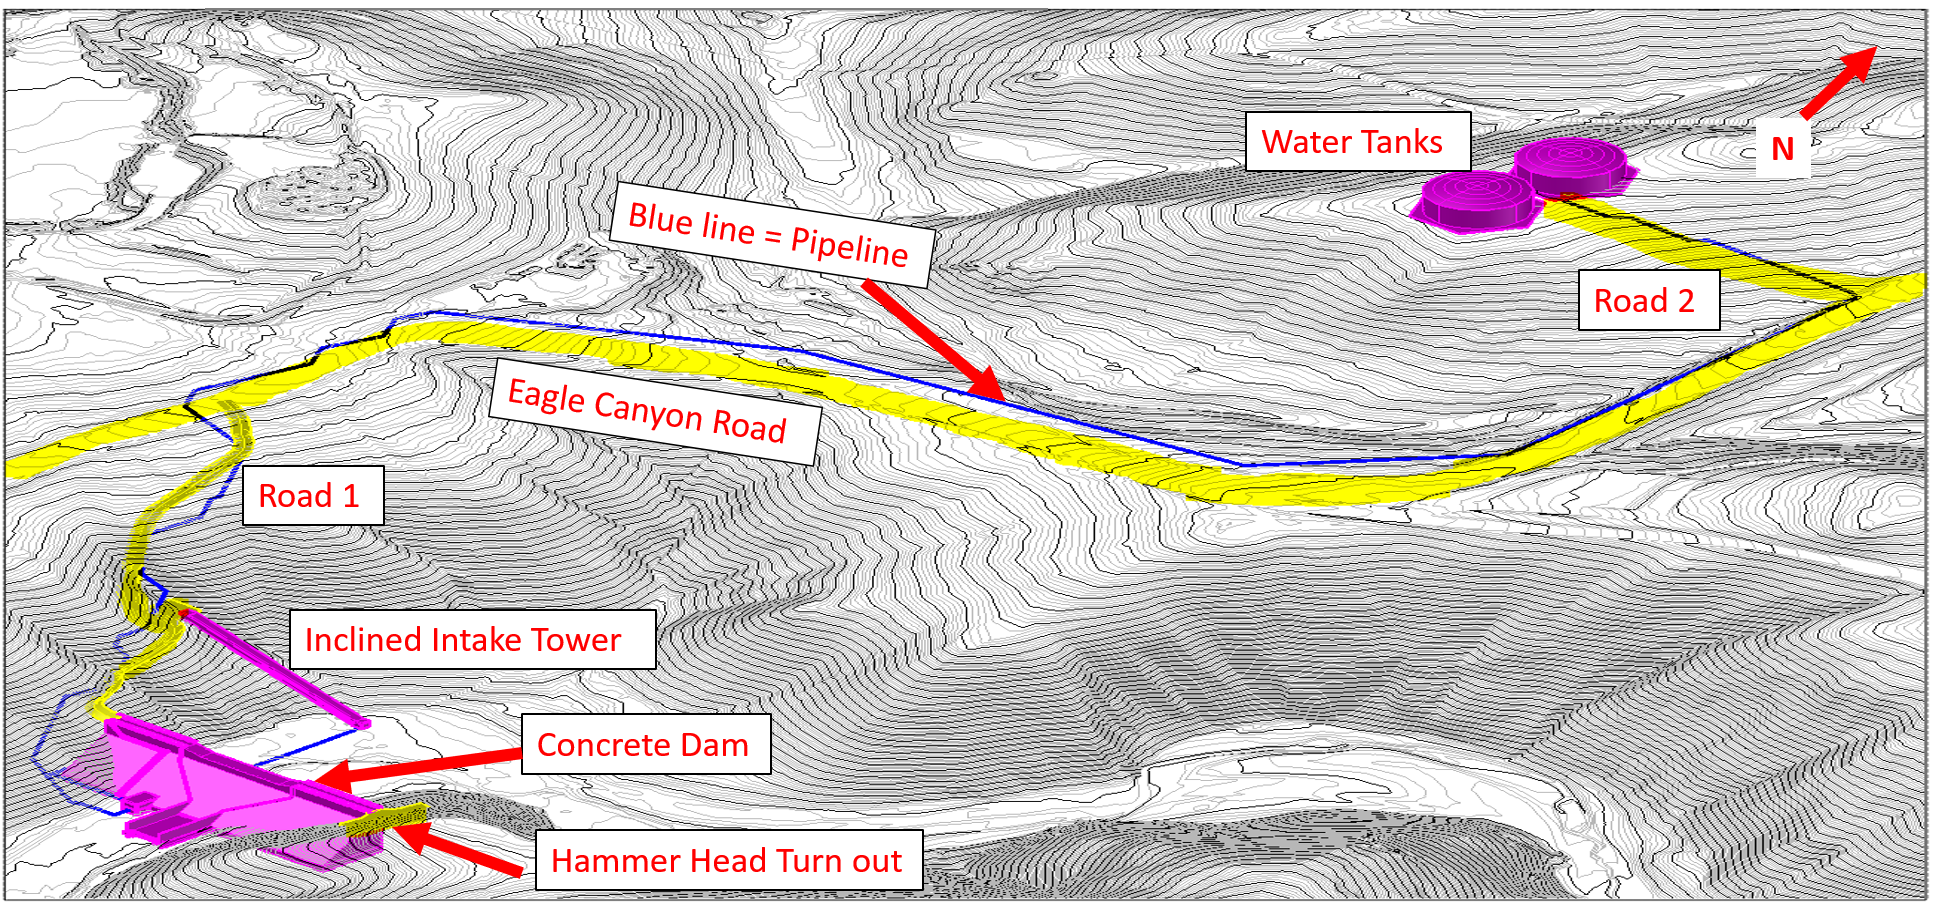 Water Tanks
N
Blue line = Pipeline
Road 2
Eagle Canyon Road
Road 1
Inclined Intake Tower
Concrete Dam
Hammer Head Turn out